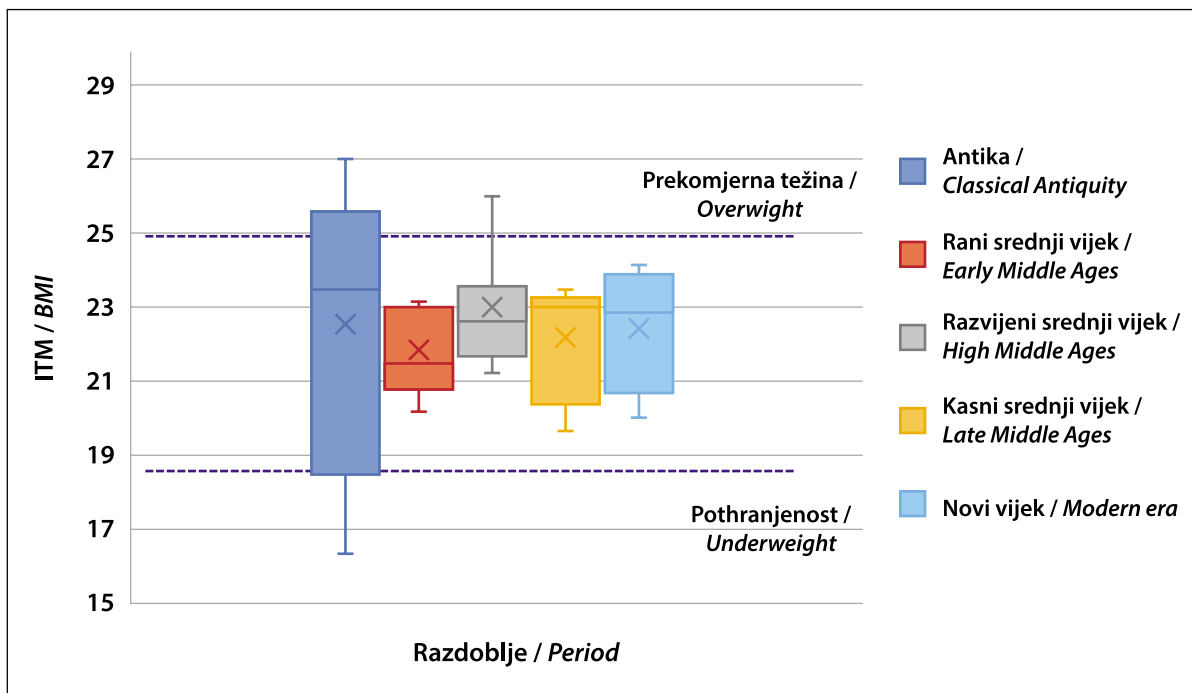 ITM / BMI
29
27
25
23
21
19
17
15
Prekomjerna težina /
Overwight
Pothranjenost /
Underweight
Razdoblje / Period
Antika /
Classical Antiquity
Rani srednji vijek /
Early Middle Ages
Razvijeni srednji vijek /
High Middle Ages
Kasni srednji vijek /
Late Middle Ages
Novi vijek / Modern era